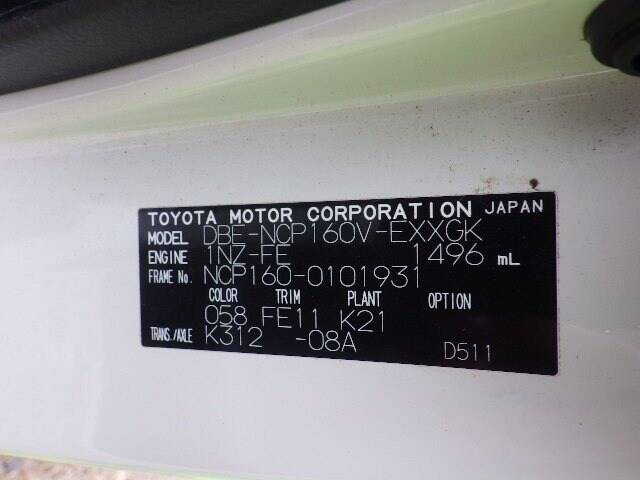 TOYOTA MOTOR CORPORATION JAPAN
MODEL DBE-NCP160V-EXXGK
ENGINE 1NZ-FE 1496 mL
FRAME No. NCP160-0101931
COLOR TRIM PLANT OPTION
058 FE11 K21
TRANS./AXLE K312 -08A
D511